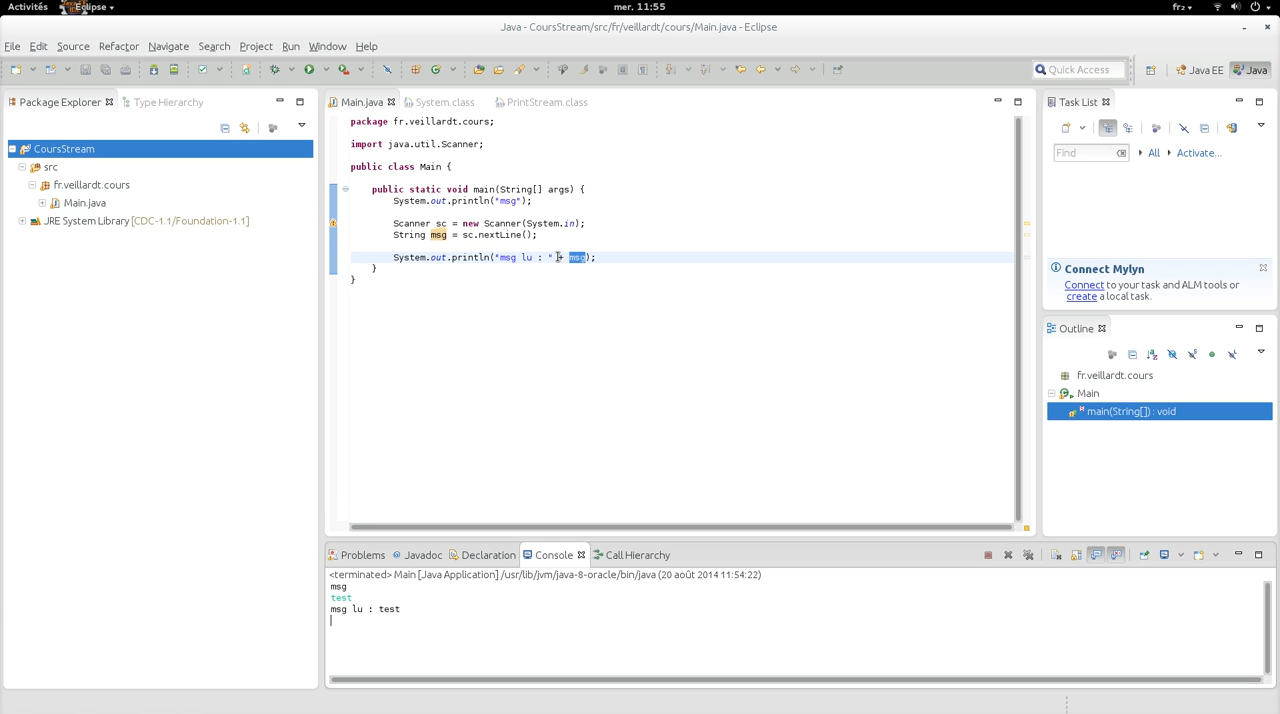 Activités
Eclipse
mer. 11:55
fr₂
Java - CoursStream/src/fr/veillardt/cours/Main.java - Eclipse
File Edit Source Refactor Navigate Search Project Run Window Help
Quick Access
Java EE
Java
Package Explorer
Type Hierarchy
CoursStream
src
fr.veillardt.cours
Main.java
JRE System Library [CDC-1.1/Foundation-1.1]
Main.java
System.class
PrintStream.class
package fr.veillardt.cours;
import java.util.Scanner;
public class Main {
public static void main(String[] args) {
System.out.println("msg");
Scanner sc = new Scanner(System.in);
String msg = sc.nextLine();
System.out.println("msg lu : " + msg);
}
}
Task List
Find
All
Activate...
Connect Mylyn
Connect to your task and ALM tools or
create a local task.
Outline
fr.veillardt.cours
Main
main(String[]) : void
Problems
Javadoc
Declaration
Console
Call Hierarchy
<terminated> Main [Java Application] /usr/lib/jvm/java-8-oracle/bin/java (20 août 2014 11:54:22)
msg
test
msg lu : test